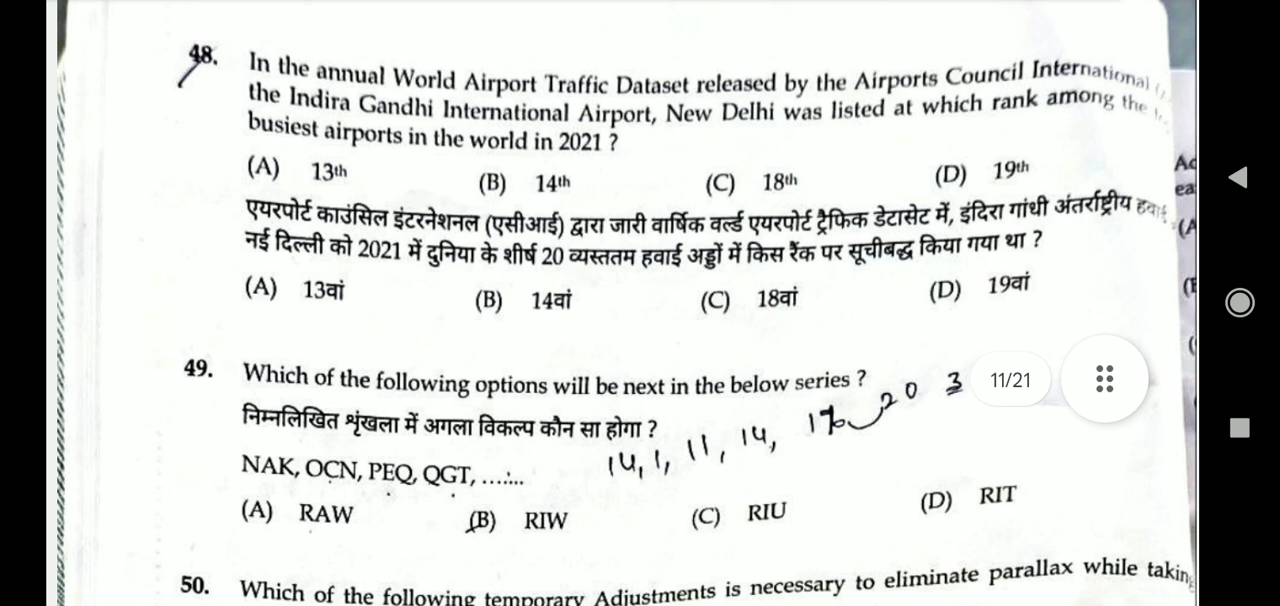 48. In the annual World Airport Traffic Dataset released by the Airports Council International
the Indira Gandhi International Airport, New Delhi was listed at which rank among the
busiest airports in the world in 2021 ?
(A) 13th (B) 14th (C) 18th (D) 19th
एयरपोर्ट काउंसिल इंटरनेशनल (एसीआई) द्वारा जारी वार्षिक वर्ल्ड एयरपोर्ट ट्रैफिक डेटासेट में, इंदिरा गांधी अंतर्राष्ट्रीय
नई दिल्ली को 2021 में दुनिया के शीर्ष 20 व्यस्ततम हवाई अड्डों में किस रैंक पर सूचीबद्ध किया गया था ?
(A) 13वां (B) 14वां (C) 18वां (D) 19वां
49. Which of the following options will be next in the below series ?
निम्नलिखित श्रृंखला में अगला विकल्प कौन सा होगा ?
11/21
NAK, OCN, PEQ, QGT, ........
14, 1, 11, 14,
20 3
(A) RAW (B) RIW (C) RIU (D) RIT
50. Which of the following temporary Adjustments is necessary to eliminate parallax while